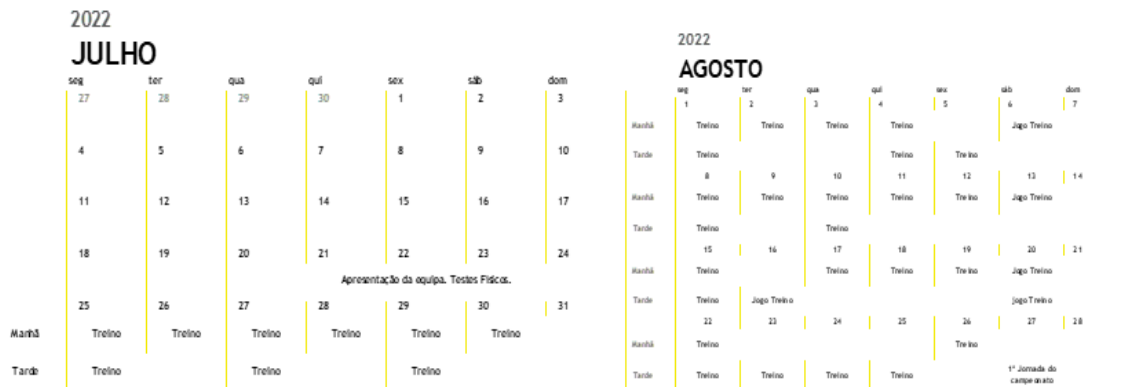 2022
JULHO
seg ter qua qui sex sáb dom
27 28 29 30 1 2 3
4 5 6 7 8 9 10
11 12 13 14 15 16 17
18 19 20 21 22 23 24
Apresentação da equipa. Testes Físicos.
25 26 27 28 29 30 31
Manhã Treino Treino Treino Treino Treino Treino
Tarde Treino Treino Treino
2022
AGOSTO
seg ter qua qui sex sáb dom
1 2 3 4 5 6 7
Manhã Treino Treino Treino Treino Jogo Treino
Tarde Treino Treino Treino
8 9 10 11 12 13 14
Manhã Treino Treino Treino Treino Treino Jogo Treino
Tarde Treino Treino
15 16 17 18 19 20 21
Manhã Treino Treino Treino Treino Jogo Treino
Tarde Treino Jogo Treino jogo Treino
22 23 24 25 26 27 28
Manhã Treino Treino
Tarde Treino Treino Treino Treino 1ª Jornada do
campeonato